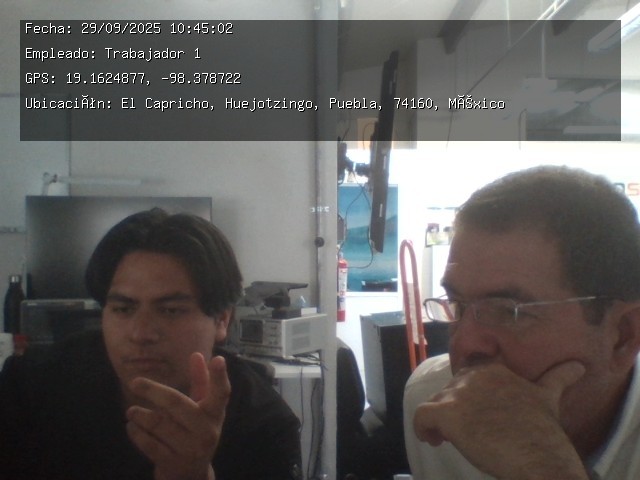 Fecha: 29/09/2025 10:45:02
Empleado: Trabajador 1
GPS: 19.1624877, -98.378722
UbicaciÃłn: El Capricho, Huejotzingo, Puebla, 74160, MÃ©xico